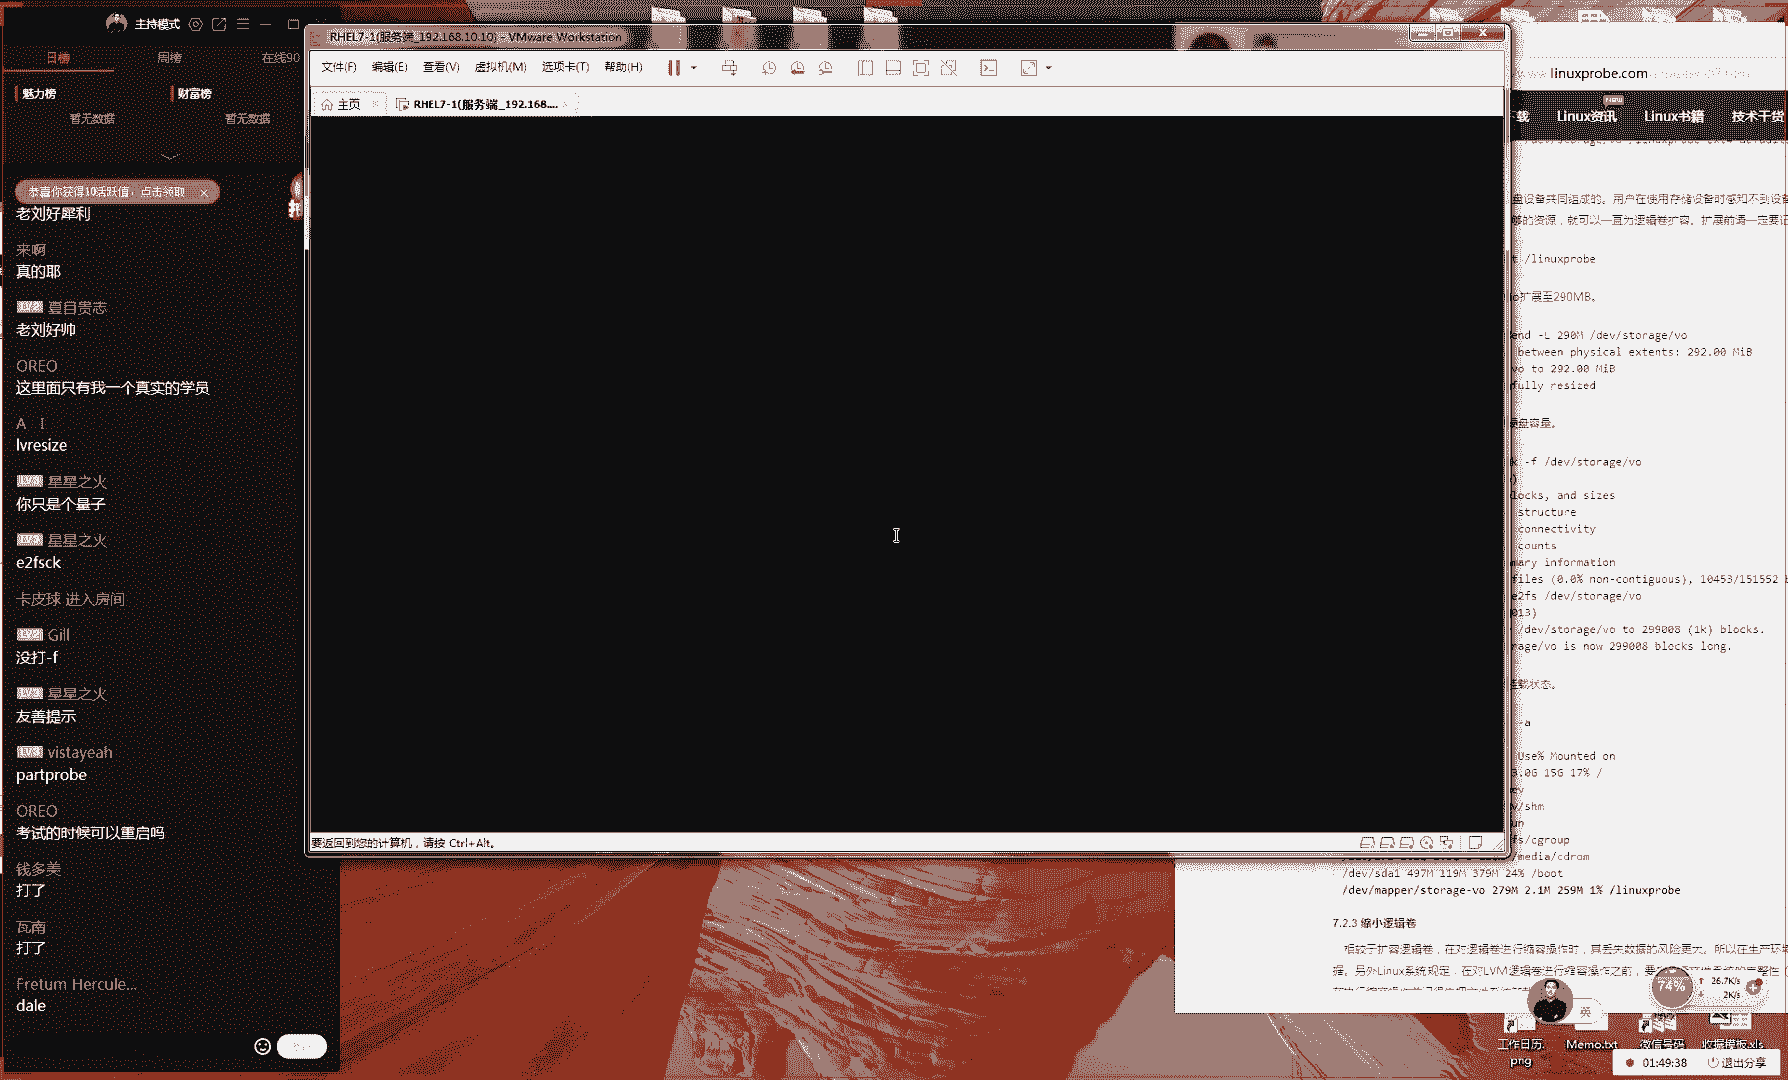 主持模式
日榜
周榜
在线90
魅力榜
财富榜
暂无数据
暂无数据
恭喜你获得10活跃值，点击领取
老刘好犀利
来啊
真的耶
夏目贵志
老刘好帅
OREO
这里面只有我一个真实的学员
A I
lvresize
星星之火
你只是个量子
星星之火
e2fsck
卡皮球 进入房间
Gill
没打-f
星星之火
友善提示
vistayeah
partprobe
OREO
考试的时候可以重启吗
钱多美
打了
瓦南
打了
Fretum Hercule...
dale
RHEL7-1(服务端_192.168.10.10) - VMware Workstation
文件(F) 编辑(E) 查看(V) 虚拟机(M) 选项卡(T) 帮助(H)
主页
RHEL7-1(服务端_192.168....
要返回到您的计算机，请按 Ctrl+Alt。
linuxprobe.com
New
载 Linux资讯 Linux书籍 技术干货
盘设备共同组成的。用户在使用存储设备时感知不到设备
够的资源，就可以一直为逻辑卷扩容。扩展前请一定要记
/linuxprobe
扩展至290MB。
end -L 290M /dev/storage/vo
between physical extents: 292.00 MiB
vo to 292.00 MiB
fully resized
硬盘容量。
-f /dev/storage/vo
locks, and sizes
structure
connectivity
counts
mary information
files (0.0% non-contiguous), 10453/151552 b
e2fs /dev/storage/vo
013)
/dev/storage/vo to 299008 (1k) blocks.
rage/vo is now 299008 blocks long.
挂载状态。
-a
Use% Mounted on
3.0G 15G 17% /
ev
v/shm
un
fs/cgroup
/media/cdrom
/dev/sda1 497M 119M 379M 24% /boot
/dev/mapper/storage-vo 279M 2.1M 259M 1% /linuxprobe
7.2.3 缩小逻辑卷
相较于扩容逻辑卷，在对逻辑卷进行缩容操作时，其丢失数据的风险更大。所以在生产环境
据。另外Linux系统规定，在对LVM逻辑卷进行缩容操作之前，要
74%
26.7K/s
2K/s
英
工作日历.
png
Memo.txt
微信号码
收据模板.xls
01:49:38
退出分享